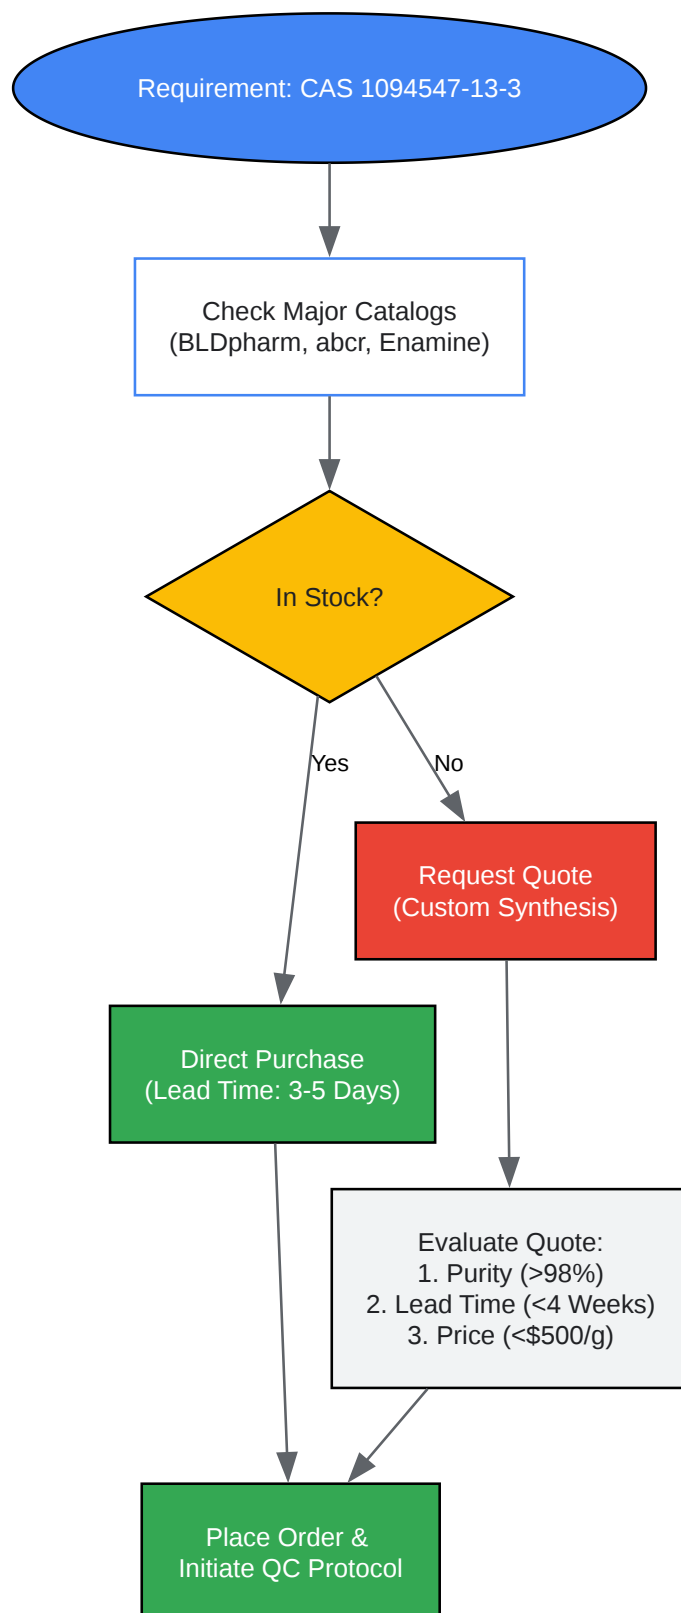 Requirement: CAS 1094547-13-3
Check Major Catalogs
(BLDpharm, abcr, Enamine)
In Stock?
Yes
No
Request Quote
(Custom Synthesis)
Direct Purchase
(Lead Time: 3-5 Days)
Evaluate Quote:
1. Purity (>98%)
2. Lead Time (<4 Weeks)
3. Price (<$500/g)
Place Order &
Initiate QC Protocol